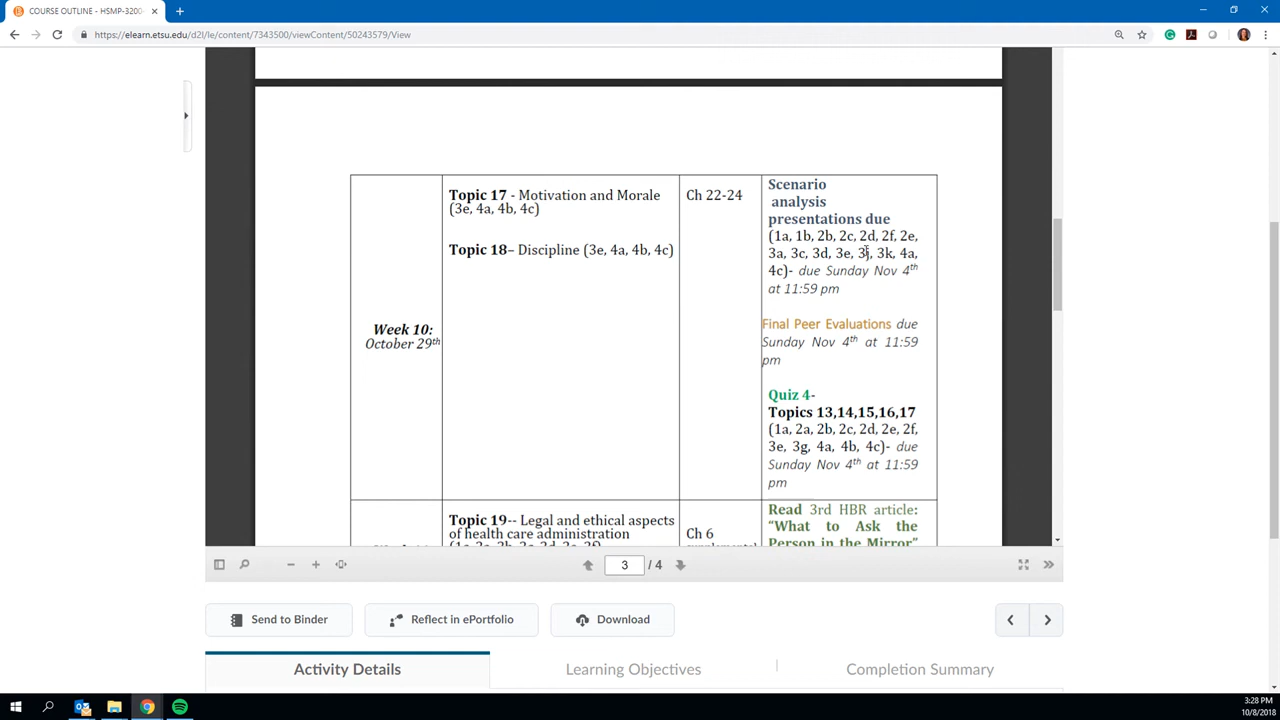 COURSE OUTLINE - HSMP-3200
https://elearn.etsu.edu/d2l/le/content/7343500/viewContent/50243579/View
Week 10:
October 29th
Topic 17 - Motivation and Morale
(3e, 4a, 4b, 4c)
Topic 18– Discipline (3e, 4a, 4b, 4c)
Ch 22-24
Scenario
analysis
presentations due
(1a, 1b, 2b, 2c, 2d, 2f, 2e,
3a, 3c, 3d, 3e, 3j, 3k, 4a,
4c)- due Sunday Nov 4th
at 11:59 pm
Final Peer Evaluations due
Sunday Nov 4th at 11:59
pm
Quiz 4-
Topics 13,14,15,16,17
(1a, 2a, 2b, 2c, 2d, 2e, 2f,
3e, 3g, 4a, 4b, 4c)- due
Sunday Nov 4th at 11:59
pm
Topic 19-- Legal and ethical aspects
of health care administration
Ch 6
Read 3rd HBR article:
“What to Ask the
Person in the Mirror”
3 / 4
Send to Binder
Reflect in ePortfolio
Download
Activity Details
Learning Objectives
Completion Summary
3:28 PM
10/8/2018